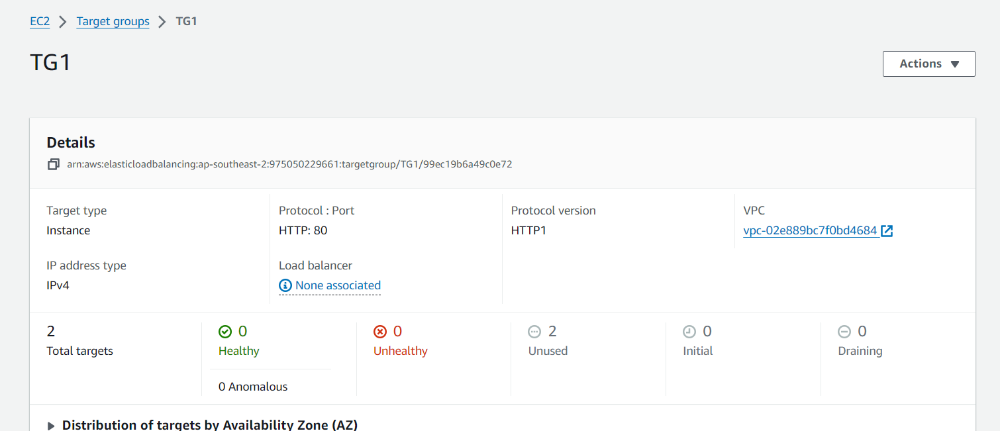 EC2 > Target groups > TG1
TG1
Actions
Details
arn:aws:elasticloadbalancing:ap-southeast-2:975050229661:targetgroup/TG1/99ec19b6a49c0e72
Target type
Instance
Protocol : Port
HTTP: 80
Protocol version
HTTP1
VPC
vpc-02e889bc7f0bd4684
IP address type
IPv4
Load balancer
None associated
2
Total targets
0
Healthy
0 Anomalous
0
Unhealthy
2
Unused
0
Initial
0
Draining
Distribution of targets by Availability Zone (AZ)